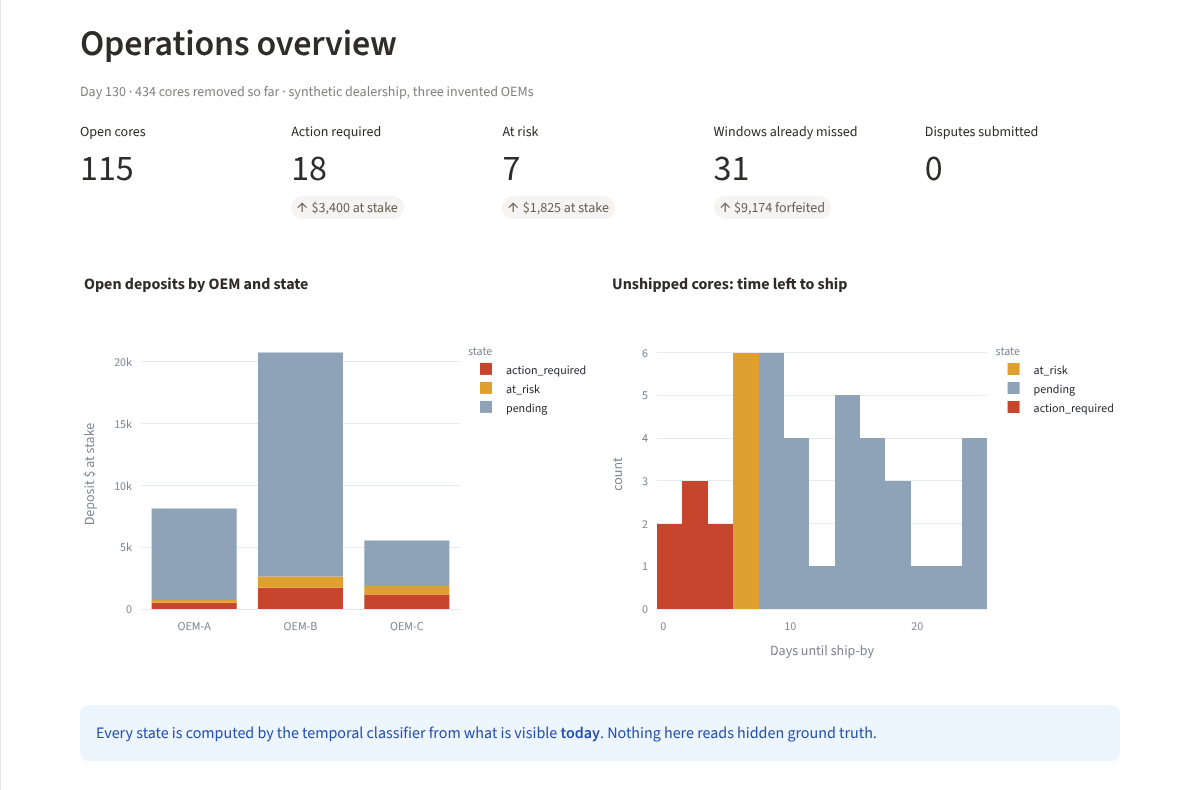 Operations overview
Day 130 · 434 cores removed so far · synthetic dealership, three invented OEMs
Open cores
115
Action required
18
↑ $3,400 at stake
At risk
7
↑ $1,825 at stake
Windows already missed
31
↑ $9,174 forfeited
Disputes submitted
0
Open deposits by OEM and state
Deposit $ at stake
20k
15k
10k
5k
0
OEM-A
OEM-B
OEM-C
state
action_required
at_risk
pending
Unshipped cores: time left to ship
count
6
5
4
3
2
1
0
0
10
20
Days until ship-by
state
at_risk
pending
action_required
Every state is computed by the temporal classifier from what is visible today. Nothing here reads hidden ground truth.